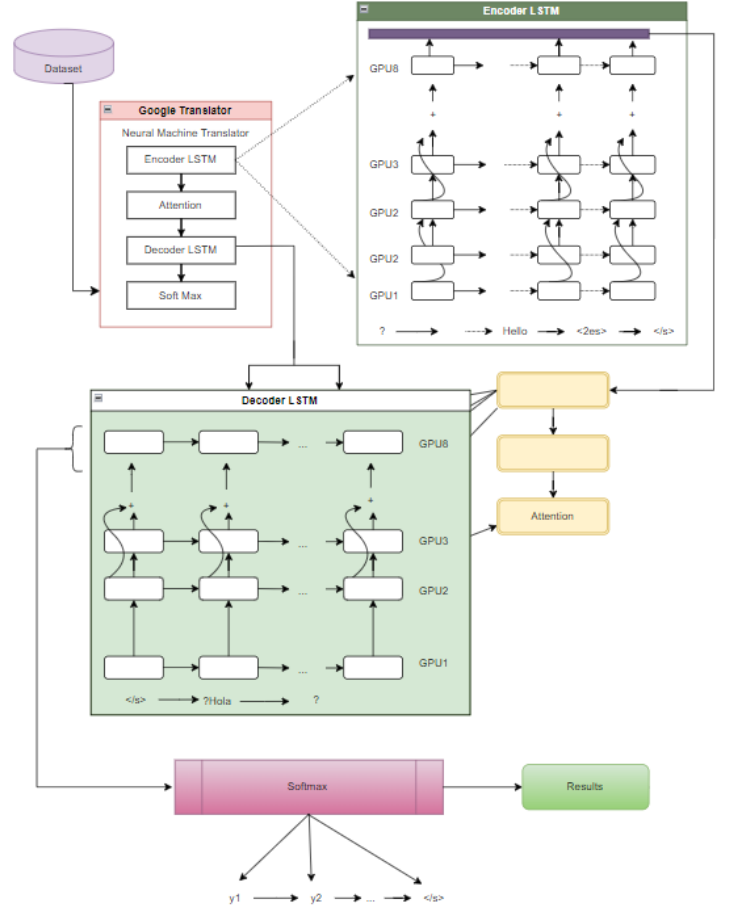 Encoder LSTM
Dataset
GPU8
Google Translator
+ + +
Neural Machine Translator
Encoder LSTM
GPU3
Attention
GPU2
Decoder LSTM
GPU2
Soft Max
GPU1
? Hello <2es> </s>
Decoder LSTM
... GPU8
+ + +
Attention
... GPU3
... GPU2
... GPU1
</s> ?Hola ?
Softmax
Results
y1 y2 ... </s>